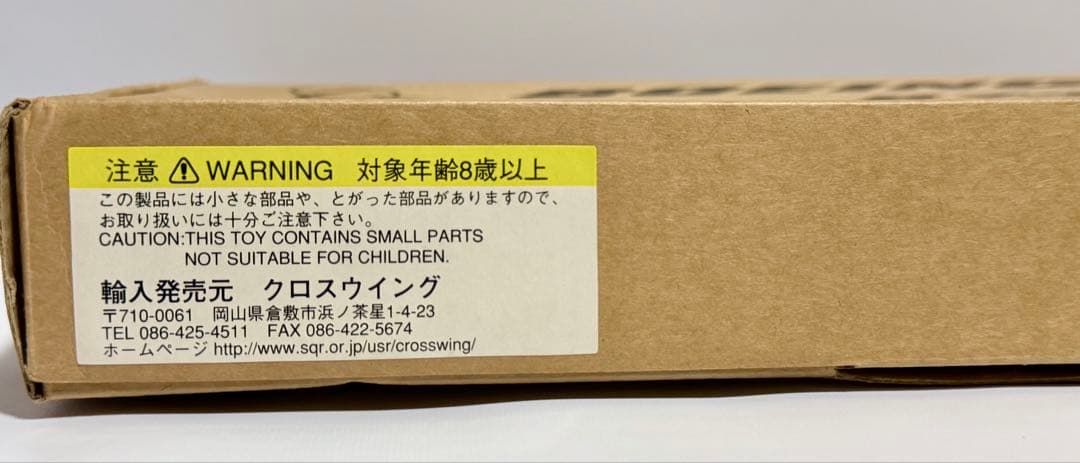 注意 ⚠ WARNING 対象年齢8歳以上
この製品には小さな部品や、とがった部品がありますので、
お取り扱いには十分ご注意下さい。
CAUTION:THIS TOY CONTAINS SMALL PARTS
NOT SUITABLE FOR CHILDREN.
輸入発売元 クロスウイング
〒710-0061 岡山県倉敷市浜ノ茶屋1-4-23
TEL 086-425-4511 FAX 086-422-5674
ホームページ http://www.sqr.or.jp/usr/crosswing/